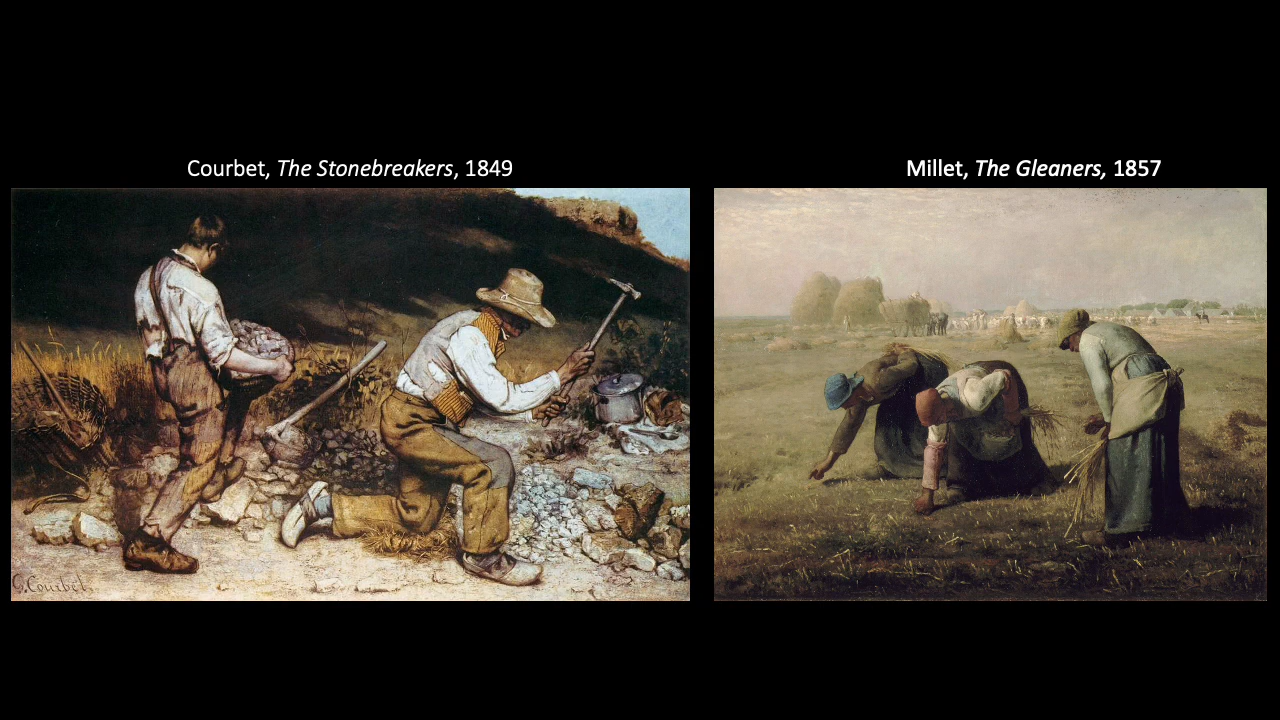 Courbet, The Stonebreakers, 1849
Millet, The Gleaners, 1857
G. Courbet.